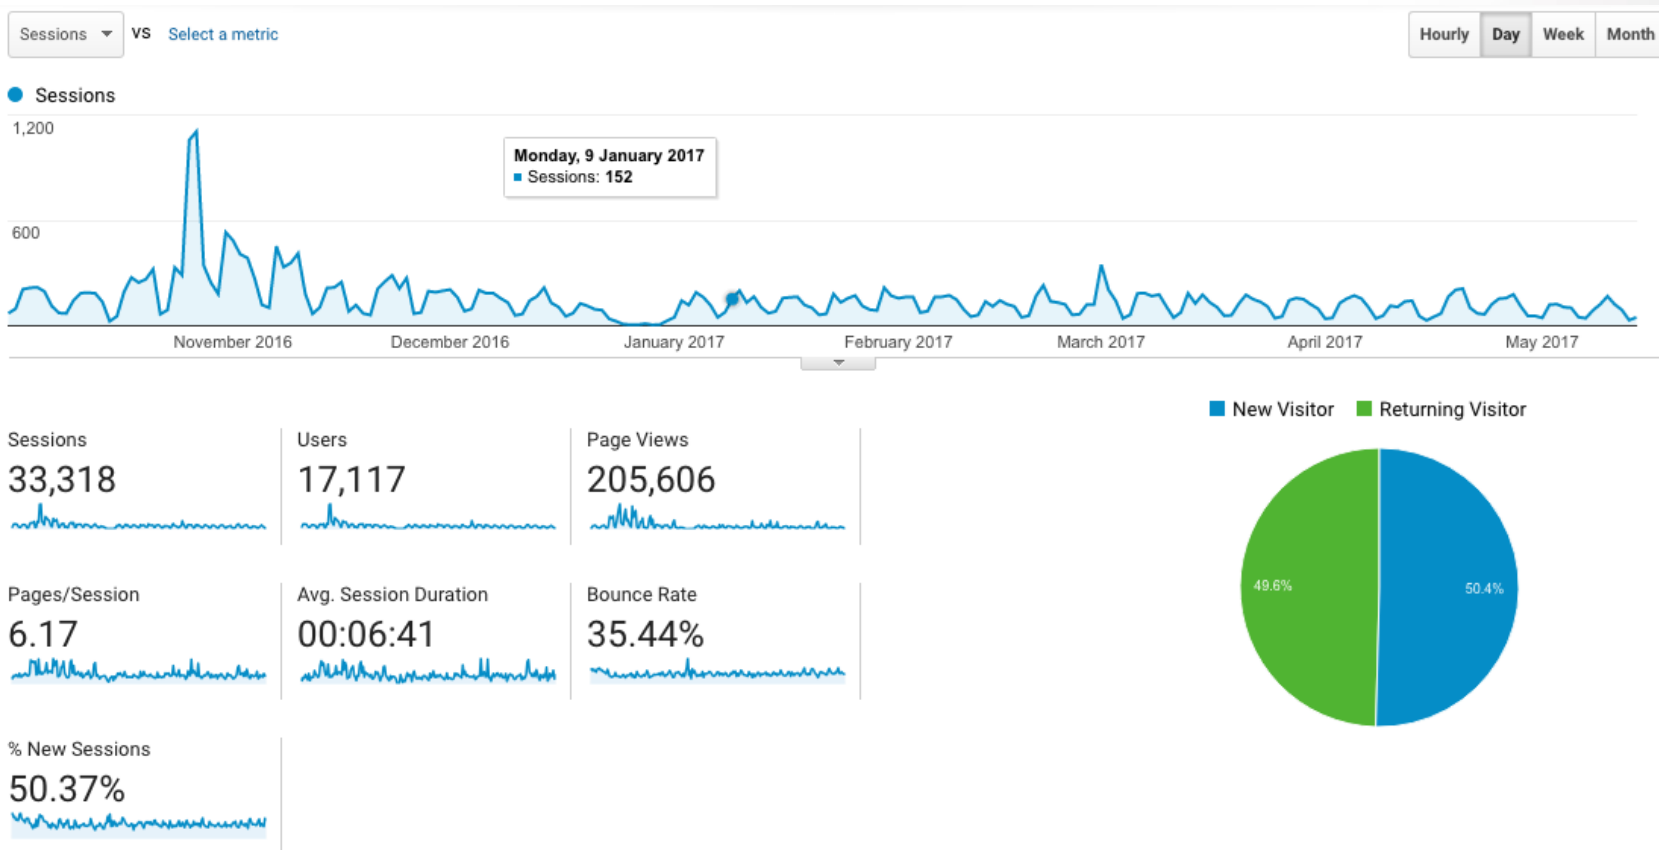 Sessions VS Select a metric Hourly Day Week Month
Sessions
1,200
Monday, 9 January 2017
Sessions: 152
600
November 2016 December 2016 January 2017 February 2017 March 2017 April 2017 May 2017
New Visitor Returning Visitor
Sessions Users Page Views
33,318 17,117 205,606
49.6% 50.4%
Pages/Session Avg. Session Duration Bounce Rate
6.17 00:06:41 35.44%
% New Sessions
50.37%